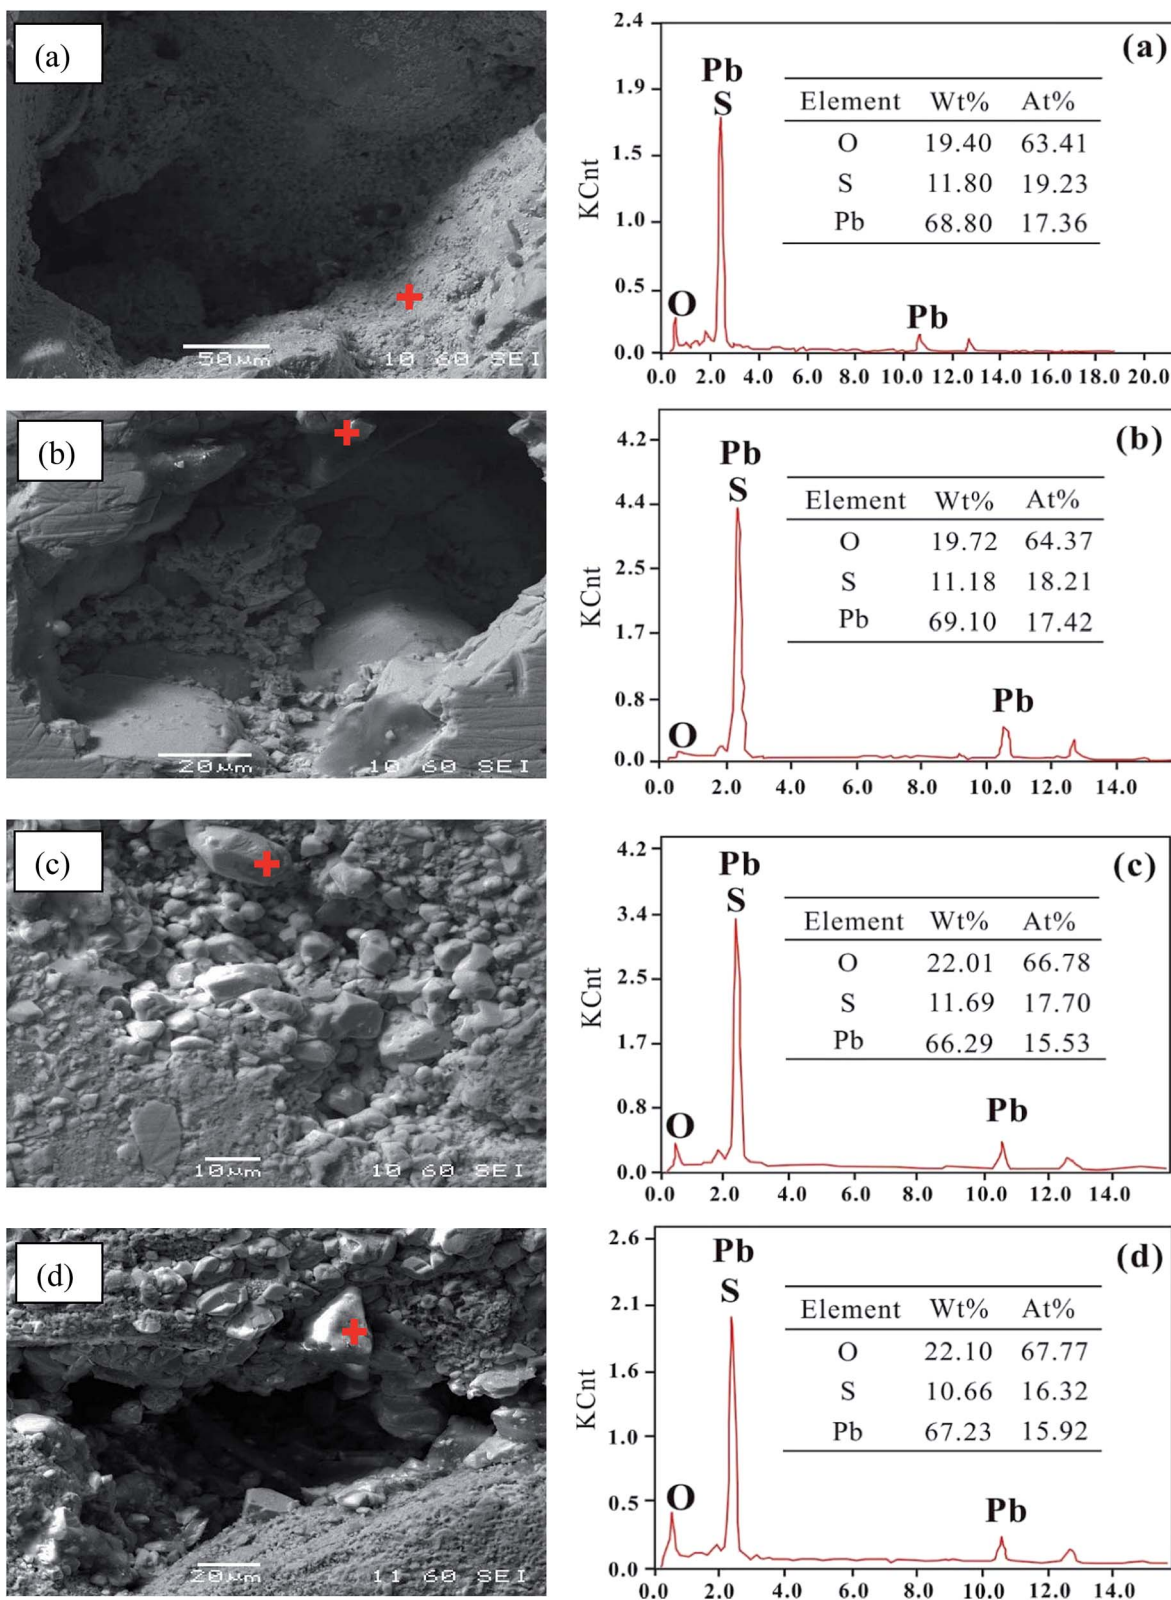 (a)
50μm 10 60 SEI
(a)
KCnt
2.4
1.9
1.5
1.0
0.5
0.0
0.0 2.0 4.0 6.0 8.0 10.0 12.0 14.0 16.0 18.0 20.0
Pb
S
O
Pb
Element Wt% At%
O 19.40 63.41
S 11.80 19.23
Pb 68.80 17.36
(b)
20μm 10 60 SEI
(b)
KCnt
4.2
4.4
2.5
1.7
0.8
0.0
0.0 2.0 4.0 6.0 8.0 10.0 12.0 14.0
Pb
S
O
Pb
Element Wt% At%
O 19.72 64.37
S 11.18 18.21
Pb 69.10 17.42
(c)
10μm 10 60 SEI
(c)
KCnt
4.2
3.4
2.5
1.7
0.8
0.0
0.0 2.0 4.0 6.0 8.0 10.0 12.0 14.0
Pb
S
O
Pb
Element Wt% At%
O 22.01 66.78
S 11.69 17.70
Pb 66.29 15.53
(d)
20μm 11 60 SEI
(d)
KCnt
2.6
2.1
1.6
1.0
0.5
0.0
0.0 2.0 4.0 6.0 8.0 10.0 12.0 14.0
Pb
S
O
Pb
Element Wt% At%
O 22.10 67.77
S 10.66 16.32
Pb 67.23 15.92